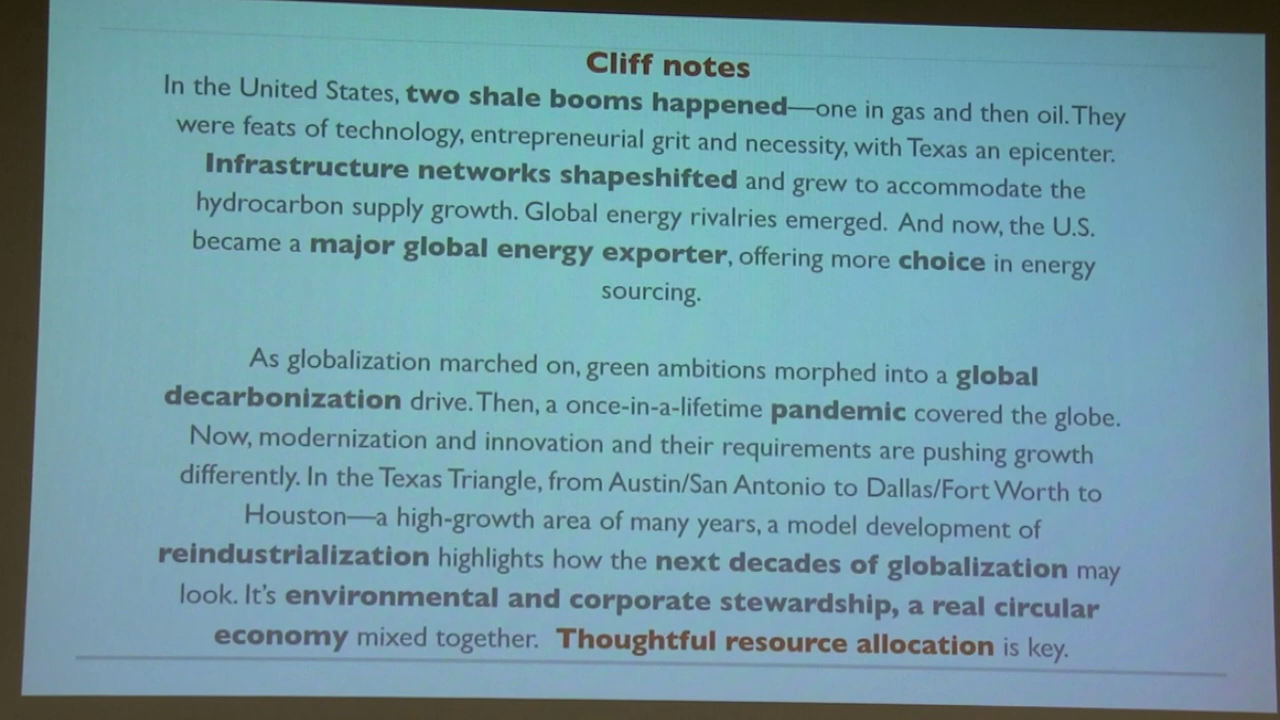 Cliff notes
In the United States, two shale booms happened—one in gas and then oil. They
were feats of technology, entrepreneurial grit and necessity, with Texas an epicenter.
Infrastructure networks shapeshifted and grew to accommodate the
hydrocarbon supply growth. Global energy rivalries emerged. And now, the U.S.
became a major global energy exporter, offering more choice in energy
sourcing.
As globalization marched on, green ambitions morphed into a global
decarbonization drive. Then, a once-in-a-lifetime pandemic covered the globe.
Now, modernization and innovation and their requirements are pushing growth
differently. In the Texas Triangle, from Austin/San Antonio to Dallas/Fort Worth to
Houston—a high-growth area of many years, a model development of
reindustrialization highlights how the next decades of globalization may
look. It's environmental and corporate stewardship, a real circular
economy mixed together. Thoughtful resource allocation is key.